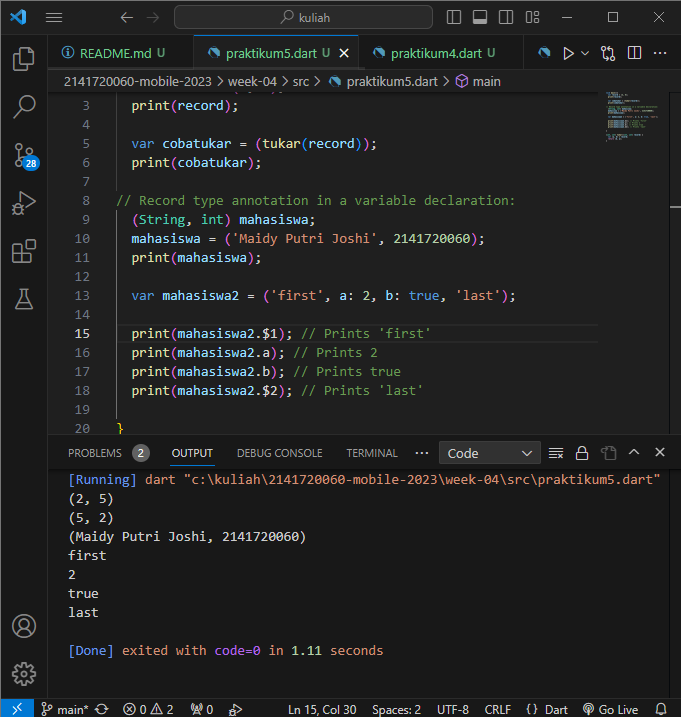 kuliah
README.md U
praktikum5.dart U
praktikum4.dart U
2141720060-mobile-2023 > week-04 > src > praktikum5.dart > main
3 print(record);
4
5 var cobatukar = (tukar(record));
6 print(cobatukar);
7
8 // Record type annotation in a variable declaration:
9 (String, int) mahasiswa;
10 mahasiswa = ('Maidy Putri Joshi', 2141720060);
11 print(mahasiswa);
12
13 var mahasiswa2 = ('first', a: 2, b: true, 'last');
14
15 print(mahasiswa2.$1); // Prints 'first'
16 print(mahasiswa2.a); // Prints 2
17 print(mahasiswa2.b); // Prints true
18 print(mahasiswa2.$2); // Prints 'last'
19
20 }
28
PROBLEMS 2 OUTPUT DEBUG CONSOLE TERMINAL ··· Code
[Running] dart "c:\kuliah\2141720060-mobile-2023\week-04\src\praktikum5.dart"
(2, 5)
(5, 2)
(Maidy Putri Joshi, 2141720060)
first
2
true
last
[Done] exited with code=0 in 1.11 seconds
main* 0 2 0 Ln 15, Col 30 Spaces: 2 UTF-8 CRLF { } Dart Go Live